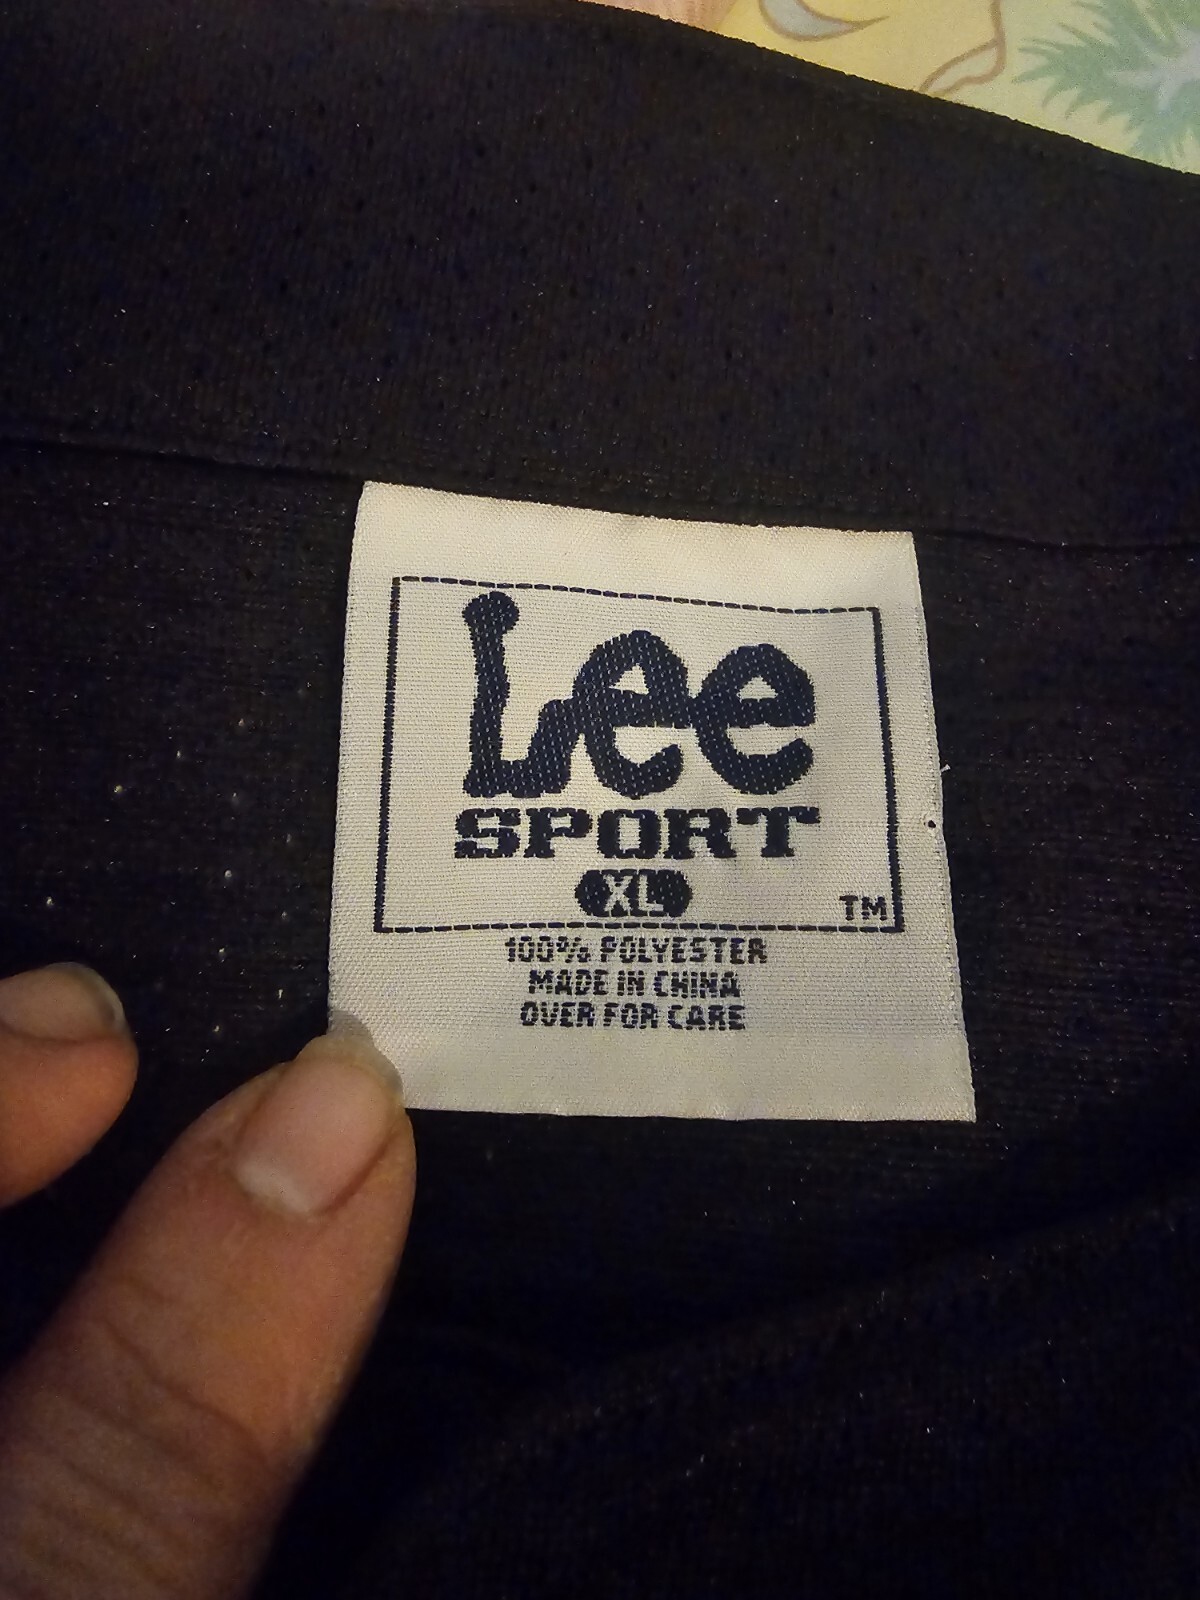 Lee
SPORT
XL
TM
100% POLYESTER
MADE IN CHINA
OVER FOR CARE